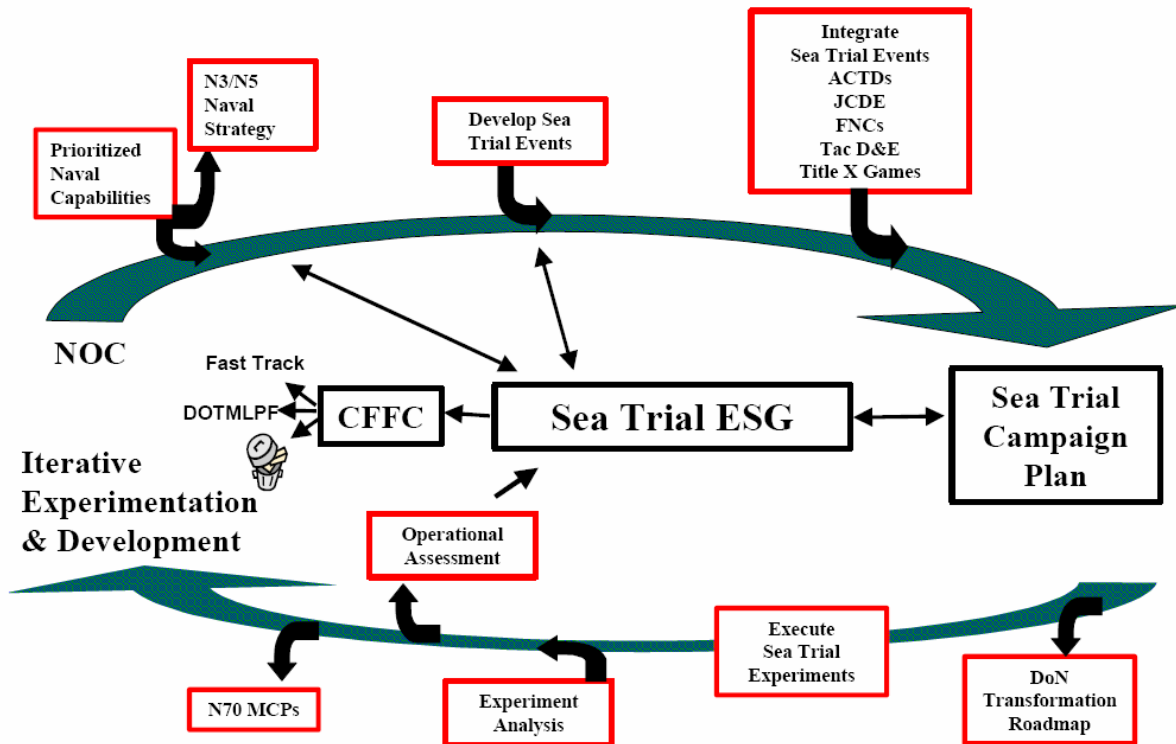 Integrate
Sea Trial Events
ACTDs
JCDE
FNCs
Tac D&E
Title X Games
N3/N5
Naval
Strategy
Develop Sea
Trial Events
Prioritized
Naval
Capabilities
NOC
Fast Track
DOTMLPF
CFFC
Sea Trial ESG
Sea Trial
Campaign
Plan
Iterative
Experimentation
& Development
Operational
Assessment
Execute
Sea Trial
Experiments
DoN
Transformation
Roadmap
N70 MCPs
Experiment
Analysis